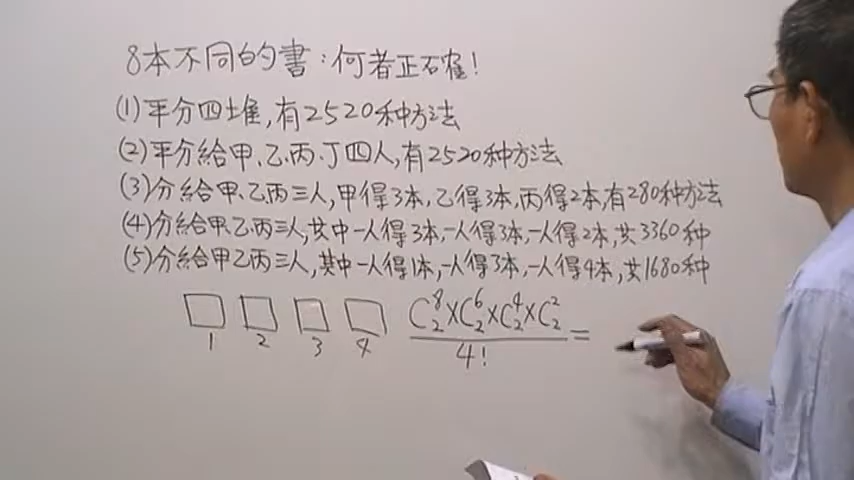 8本不同的書:何者正確!
(1)平分四堆,有2520种方法
(2)平分給甲、乙、丙、丁四人,有2520种方法
(3)分給甲、乙丙三人,甲得3本,乙得3本,丙得2本,有280种方法
(4)分給甲、乙丙三人,其中一人得3本,一人得3本,一人得2本,共3360种
(5)分給甲乙丙三人,其中一人得1本,一人得3本,一人得4本,共1680种
C⁸₂×C⁶₂×C⁴₂×C²₂ =
1 2 3 4 4!